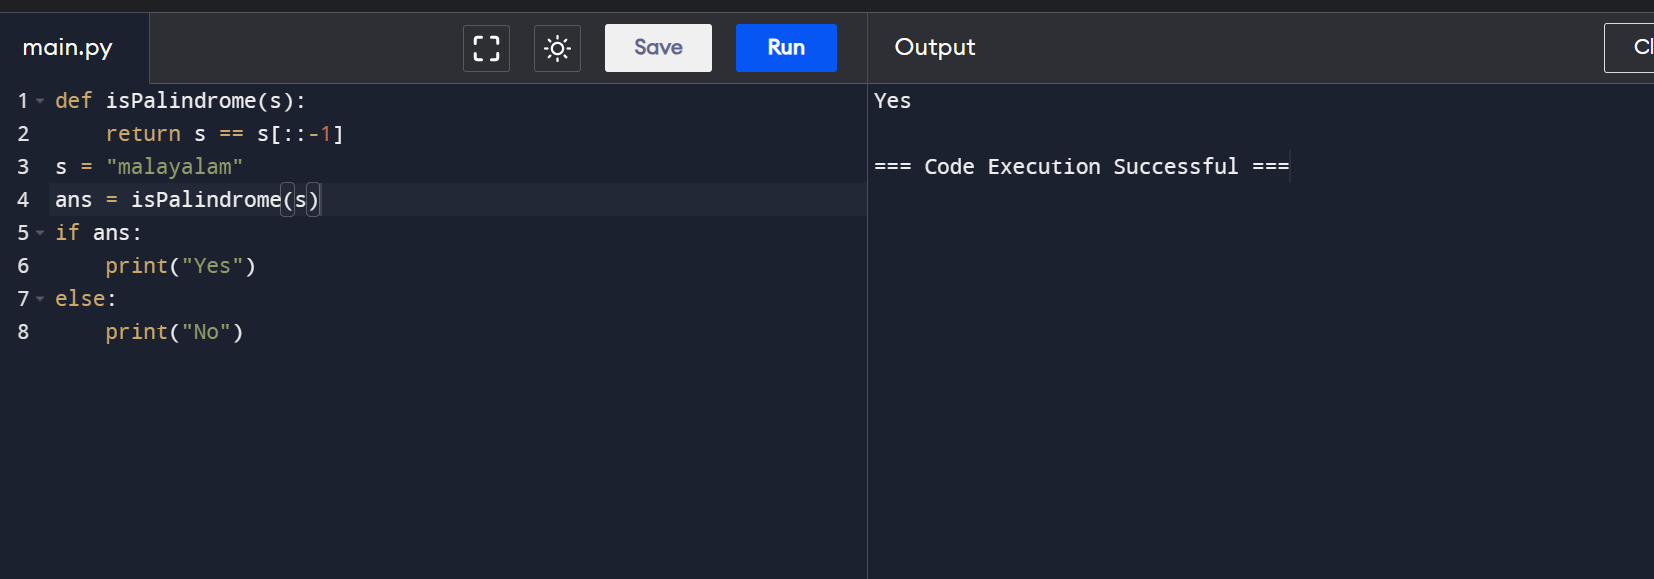 main.py
Save
Run
Output
1 def isPalindrome(s):
2     return s == s[::-1]
3 s = "malayalam"
4 ans = isPalindrome(s)
5 if ans:
6     print("Yes")
7 else:
8     print("No")
Yes
=== Code Execution Successful ===